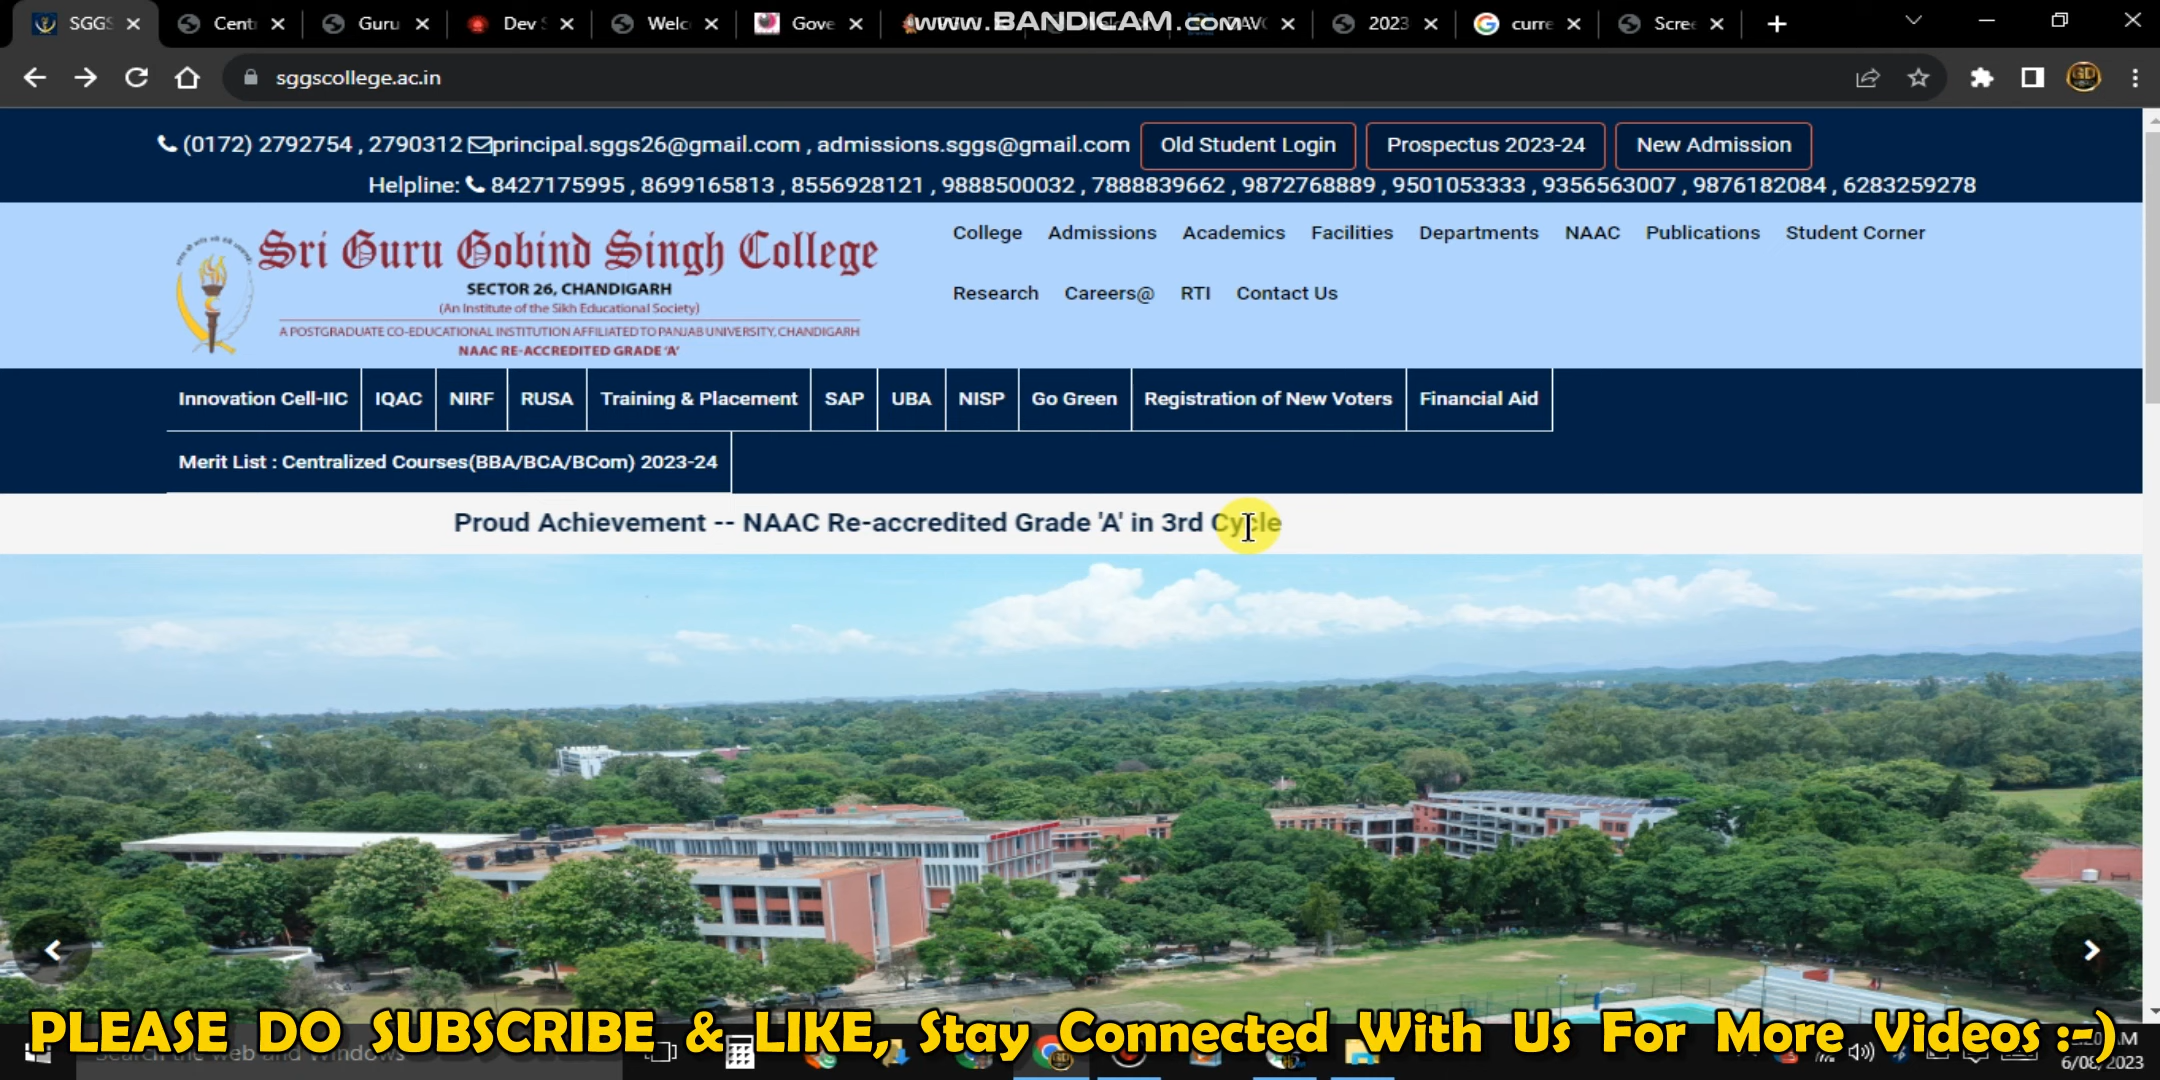 SGGS Cent Guru Dev S Welc Gove 2023 curre Scree
www.BANDICAM.com
sggscollege.ac.in
(0172) 2792754 , 2790312 principal.sggs26@gmail.com , admissions.sggs@gmail.com Old Student Login Prospectus 2023-24 New Admission
Helpline: 8427175995 , 8699165813 , 8556928121 , 9888500032 , 7888839662 , 9872768889 , 9501053333 , 9356563007 , 9876182084 , 6283259278
Sri Guru Gobind Singh College
SECTOR 26, CHANDIGARH
(An Institute of the Sikh Educational Society)
A POSTGRADUATE CO-EDUCATIONAL INSTITUTION AFFILIATED TO PANJAB UNIVERSITY, CHANDIGARH
NAAC RE-ACCREDITED GRADE 'A'
College Admissions Academics Facilities Departments NAAC Publications Student Corner
Research Careers@ RTI Contact Us
Innovation Cell-IIC IQAC NIRF RUSA Training & Placement SAP UBA NISP Go Green Registration of New Voters Financial Aid
Merit List : Centralized Courses(BBA/BCA/BCom) 2023-24
Proud Achievement -- NAAC Re-accredited Grade 'A' in 3rd Cycle
PLEASE DO SUBSCRIBE & LIKE, Stay Connected With Us For More Videos :-)
Search the web and Windows
6/08/2023